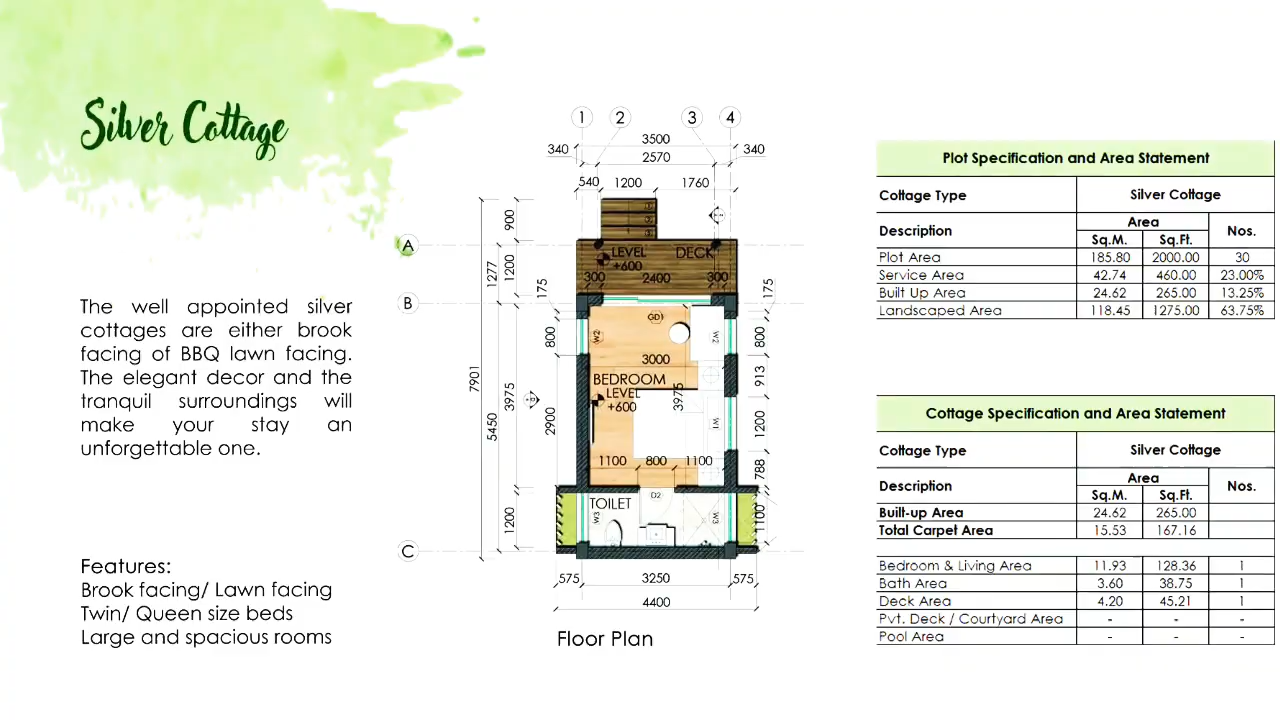 Silver Cottage
The well appointed silver
cottages are either brook
facing of BBQ lawn facing.
The elegant decor and the
tranquil surroundings will
make your stay an
unforgettable one.
Features:
Brook facing/ Lawn facing
Twin/ Queen size beds
Large and spacious rooms
1 2 3 4
3500
340 340
2570
540 1200 1760
900
A
LEVEL DECK
+600
1277 1200
300 2400 300
175 175
B
GD1
W2 W2
800 800
3000
913
BEDROOM
LEVEL
+600
3975
7901
5450
3975
2900
W1
1200
1100 800 1100
788
D2
TOILET
W3 W3
1200
1100
C
575 3250 575
4400
Floor Plan
Plot Specification and Area Statement
Cottage Type Silver Cottage
Description Area Nos.
Sq.M. Sq.Ft.
Plot Area 185.80 2000.00 30
Service Area 42.74 460.00 23.00%
Built Up Area 24.62 265.00 13.25%
Landscaped Area 118.45 1275.00 63.75%
Cottage Specification and Area Statement
Cottage Type Silver Cottage
Description Area Nos.
Sq.M. Sq.Ft.
Built-up Area 24.62 265.00
Total Carpet Area 15.53 167.16
Bedroom & Living Area 11.93 128.36 1
Bath Area 3.60 38.75 1
Deck Area 4.20 45.21 1
Pvt. Deck / Courtyard Area - - -
Pool Area - - -